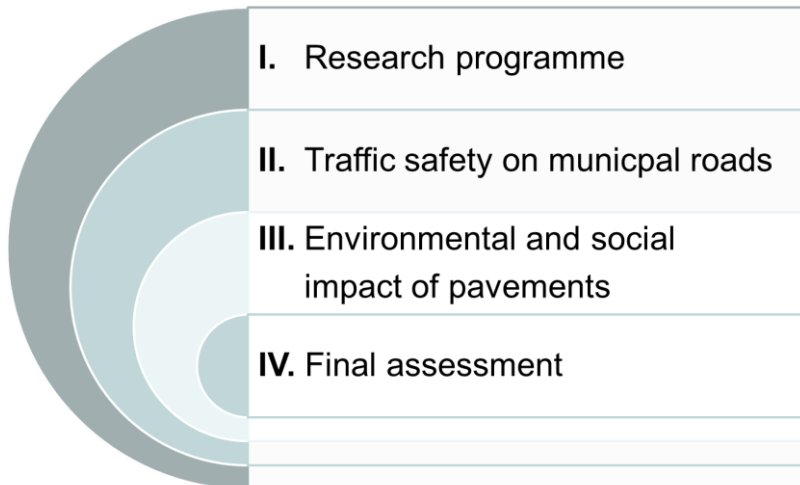 I. Research programme
II. Traffic safety on municpal roads
III. Environmental and social
impact of pavements
IV. Final assessment